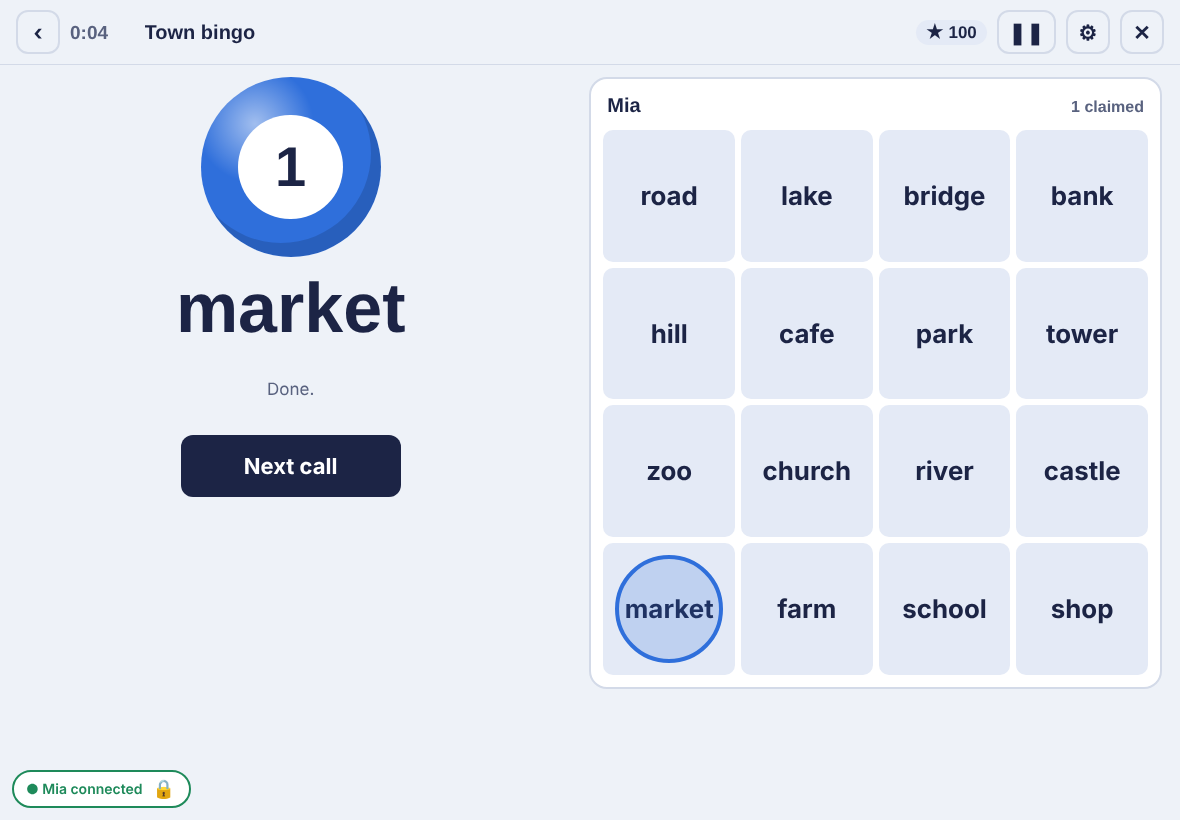 0:04 Town bingo
★ 100
1
market
Done.
Next call
Mia 1 claimed
road lake bridge bank
hill cafe park tower
zoo church river castle
market farm school shop
Mia connected